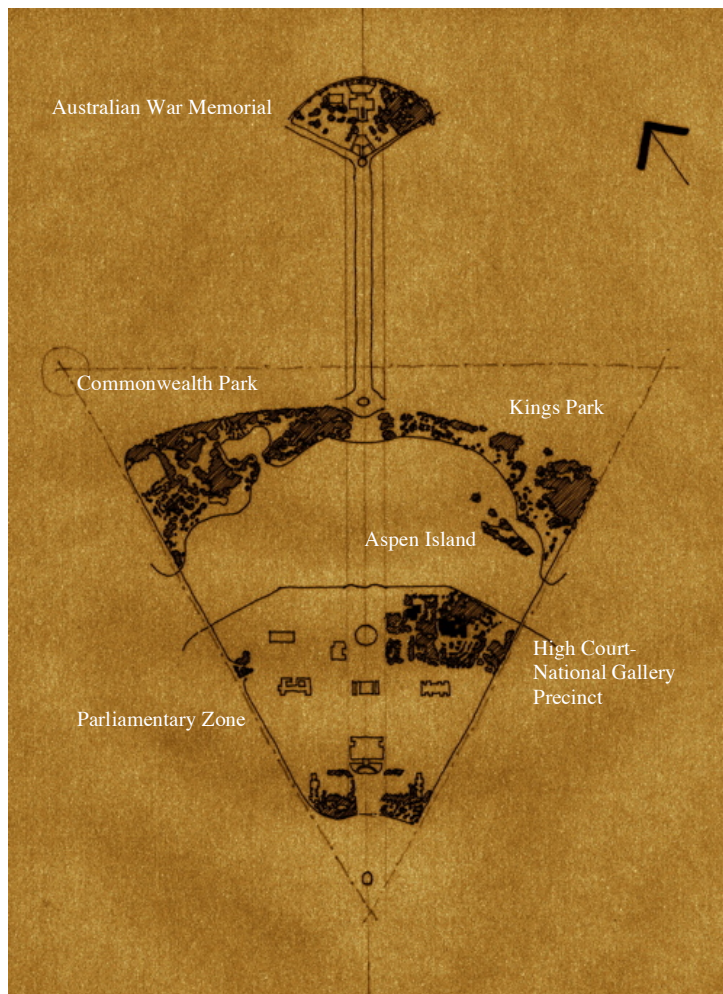 Australian War Memorial
Commonwealth Park
Kings Park
Aspen Island
High Court-
National Gallery
Precinct
Parliamentary Zone